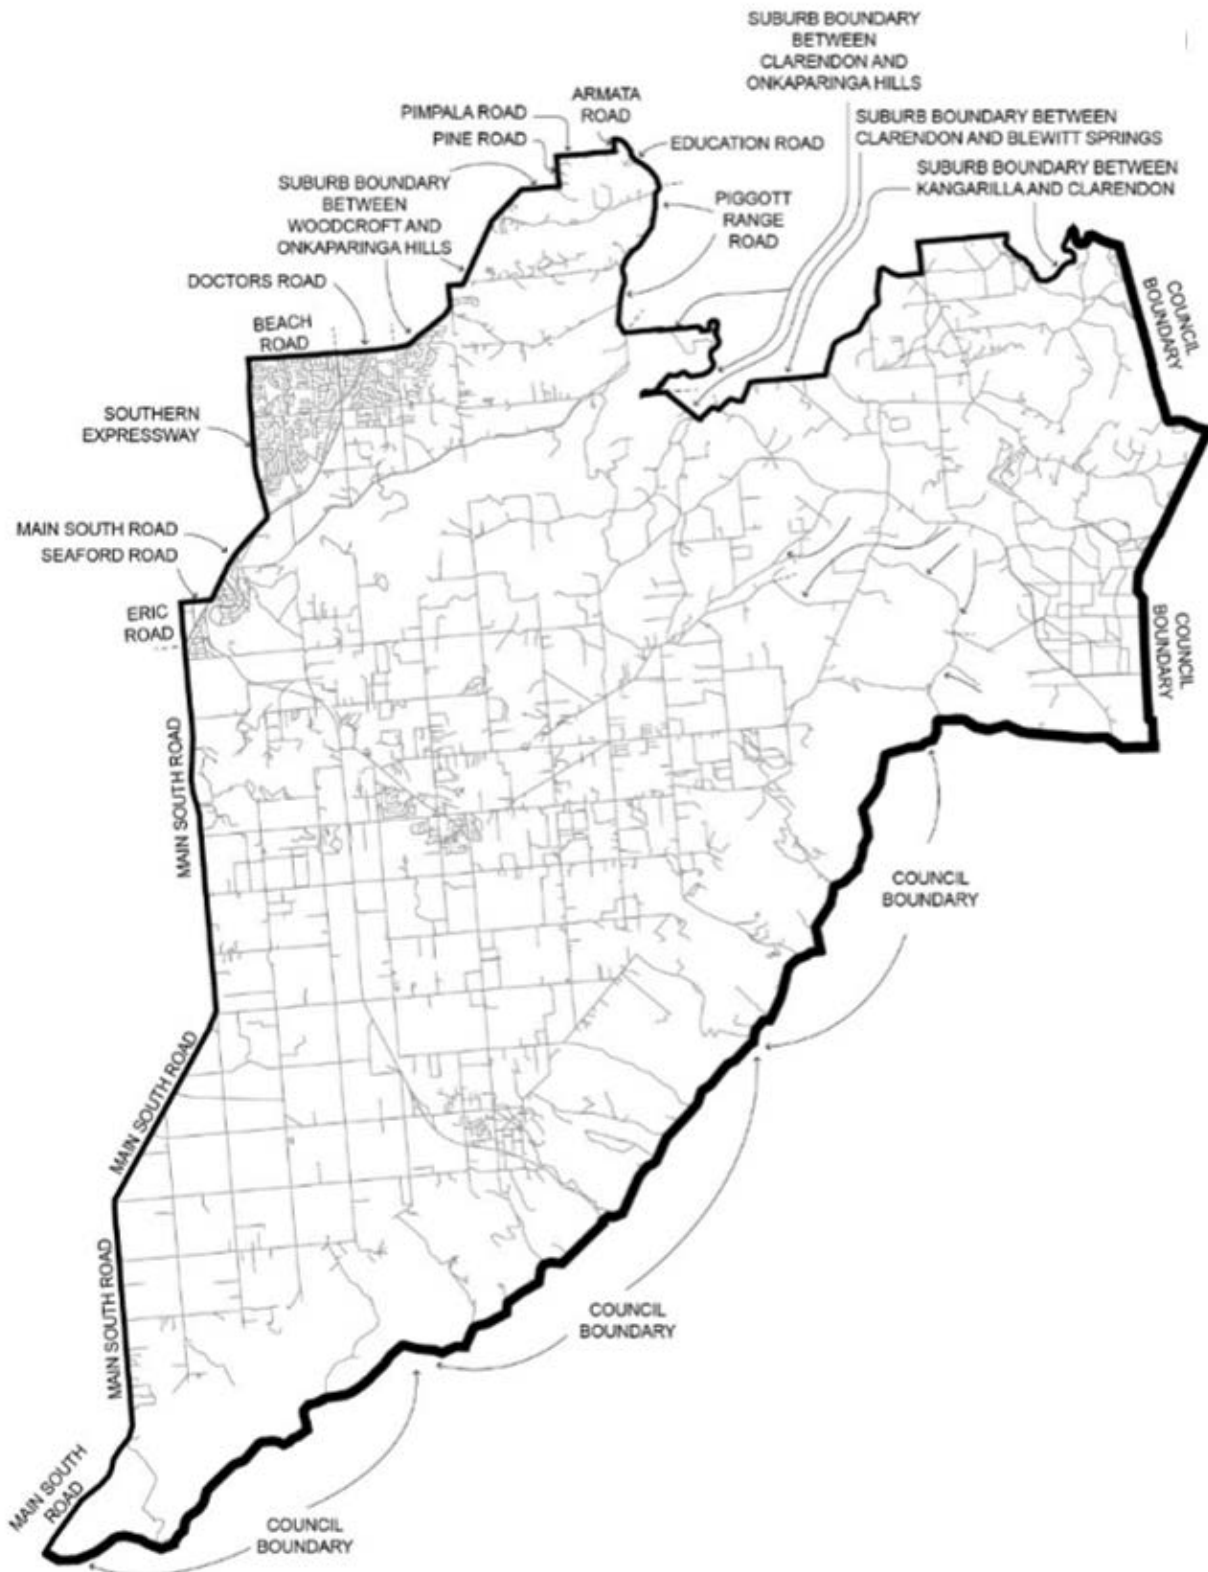 SUBURB BOUNDARY
BETWEEN
CLARENDON AND
ONKAPARINGA HILLS
ARMATA
ROAD
PIMPALA ROAD
PINE ROAD
EDUCATION ROAD
SUBURB BOUNDARY BETWEEN
CLARENDON AND BLEWITT SPRINGS
SUBURB BOUNDARY BETWEEN
KANGARILLA AND CLARENDON
SUBURB BOUNDARY
BETWEEN
WOODCROFT AND
ONKAPARINGA HILLS
PIGGOTT
RANGE
ROAD
DOCTORS ROAD
BEACH
ROAD
COUNCIL
BOUNDARY
SOUTHERN
EXPRESSWAY
MAIN SOUTH ROAD
SEAFORD ROAD
ERIC
ROAD
COUNCIL
BOUNDARY
MAIN SOUTH ROAD
COUNCIL
BOUNDARY
MAIN SOUTH ROAD
MAIN SOUTH ROAD
COUNCIL
BOUNDARY
MAIN SOUTH
ROAD
COUNCIL
BOUNDARY